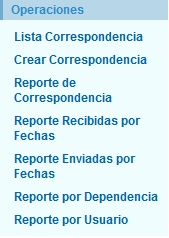 Operaciones
Lista Correspondencia
Crear Correspondencia
Reporte de
Correspondencia
Reporte Recibidas por
Fechas
Reporte Enviadas por
Fechas
Reporte por Dependencia
Reporte por Usuario